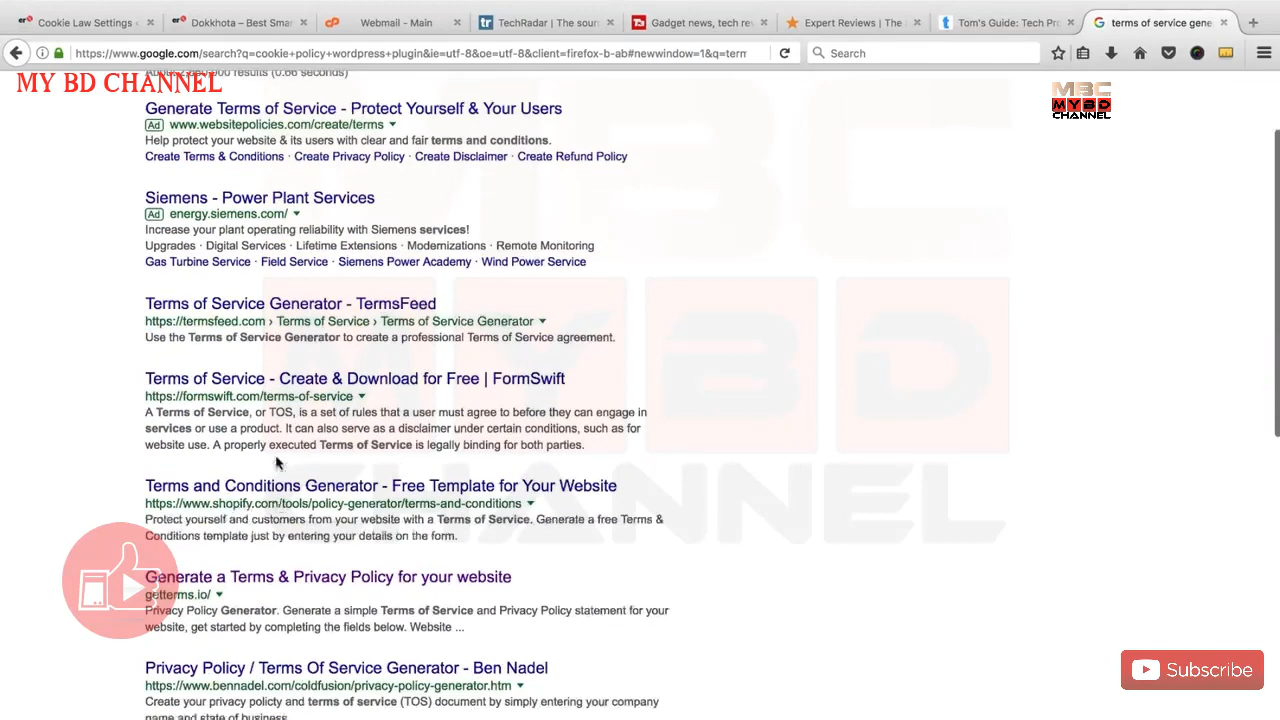 Cookie Law Settings
Dokkhota – Best Smar
Webmail - Main
TechRadar | The sour
Gadget news, tech rev
Expert Reviews | The
Tom's Guide: Tech Pro
terms of service gene
https://www.google.com/search?q=cookie+policy+wordpress+plugin&ie=utf-8&oe=utf-8&client=firefox-b-ab#newwindow=1&q=term
Search
MY BD CHANNEL
MBC
MYBD
CHANNEL
Generate Terms of Service - Protect Yourself & Your Users
Ad www.websitepolicies.com/create/terms
Help protect your website & its users with clear and fair terms and conditions.
Create Terms & Conditions · Create Privacy Policy · Create Disclaimer · Create Refund Policy
Siemens - Power Plant Services
Ad energy.siemens.com/
Increase your plant operating reliability with Siemens services!
Upgrades · Digital Services · Lifetime Extensions · Modernizations · Remote Monitoring
Gas Turbine Service · Field Service · Siemens Power Academy · Wind Power Service
Terms of Service Generator - TermsFeed
https://termsfeed.com › Terms of Service › Terms of Service Generator
Use the Terms of Service Generator to create a professional Terms of Service agreement.
Terms of Service - Create & Download for Free | FormSwift
https://formswift.com/terms-of-service
A Terms of Service, or TOS, is a set of rules that a user must agree to before they can engage in
services or use a product. It can also serve as a disclaimer under certain conditions, such as for
website use. A properly executed Terms of Service is legally binding for both parties.
Terms and Conditions Generator - Free Template for Your Website
https://www.shopify.com/tools/policy-generator/terms-and-conditions
Protect yourself and customers from your website with a Terms of Service. Generate a free Terms &
Conditions template just by entering your details on the form.
Generate a Terms & Privacy Policy for your website
getterms.io/
Privacy Policy Generator. Generate a simple Terms of Service and Privacy Policy statement for your
website, get started by completing the fields below. Website ...
Privacy Policy / Terms Of Service Generator - Ben Nadel
https://www.bennadel.com/coldfusion/privacy-policy-generator.htm
Create your privacy policty and terms of service (TOS) document by simply entering your company
name and state of business.
MBC
MYBD
CHANNEL
Subscribe